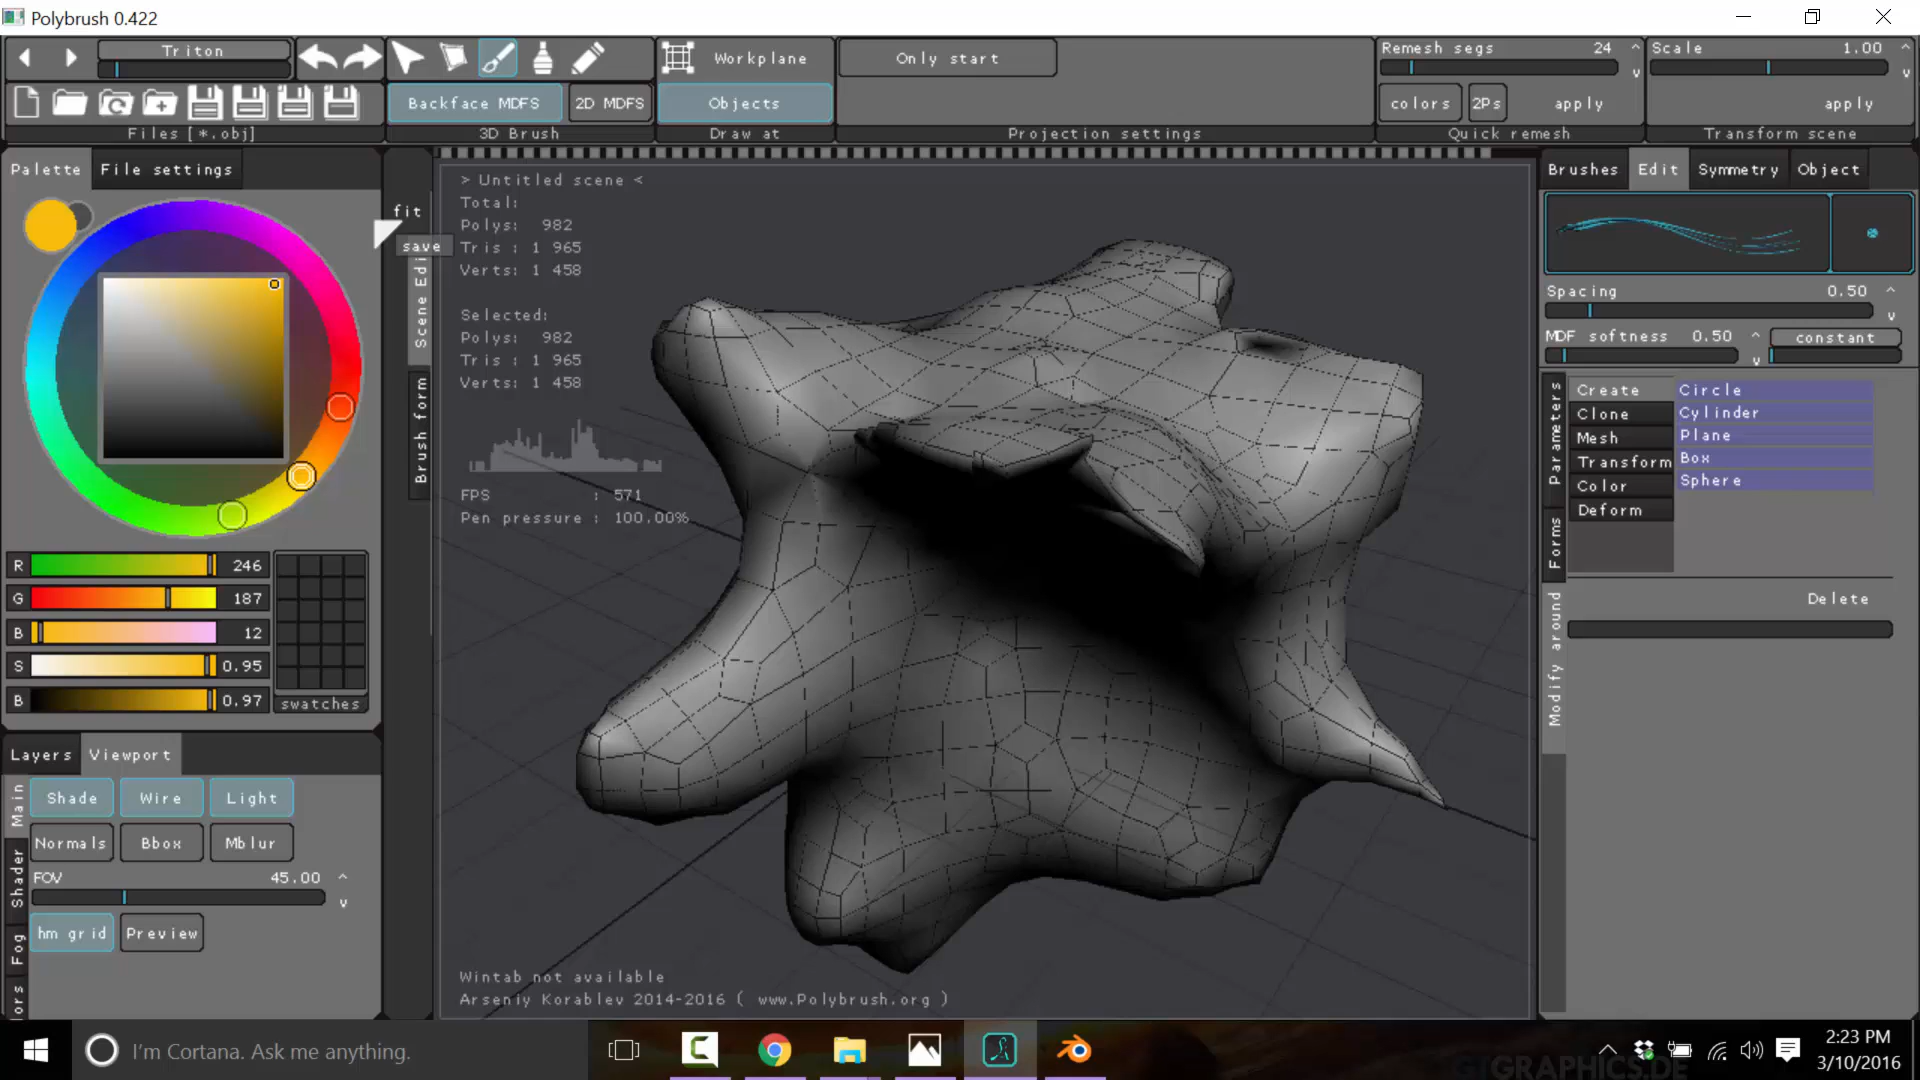 Polybrush 0.422
Triton
Workplane
Only start
Remesh segs 24
Scale 1.00
Backface MDFS
2D MDFS
Objects
colors
2Ps
apply
apply
Files [*.obj]
3D Brush
Draw at
Projection settings
Quick remesh
Transform scene
Palette
File settings
fit
save
Scene Edi
Brush form
> Untitled scene <
Total:
Polys: 982
Tris : 1 965
Verts: 1 458
Selected:
Polys: 982
Tris : 1 965
Verts: 1 458
FPS : 571
Pen pressure : 100.00%
Wintab not available
Arseniy Korablev 2014-2016 ( www.Polybrush.org )
R 246
G 187
B 12
S 0.95
B 0.97
swatches
Layers
Viewport
Main
Shader
Fog
lors
Shade
Wire
Light
Normals
Bbox
Mblur
FOV 45.00
hm grid
Preview
Brushes
Edit
Symmetry
Object
Spacing 0.50
MDF softness 0.50
constant
Parameters
Forms
Modify around
Create
Clone
Mesh
Transform
Color
Deform
Circle
Cylinder
Plane
Box
Sphere
Delete
I'm Cortana. Ask me anything.
2:23 PM
3/10/2016
GTGRAPHICS.DE